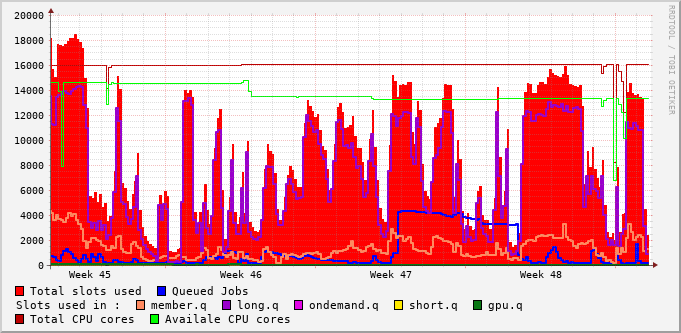 20000
18000
16000
14000
12000
10000
8000
6000
4000
2000
0
Week 45 Week 46 Week 47 Week 48
RRDTOOL / TOBI OETIKER
Total slots used Queued Jobs
Slots used in : member.q long.q ondemand.q short.q gpu.q
Total CPU cores Availale CPU cores